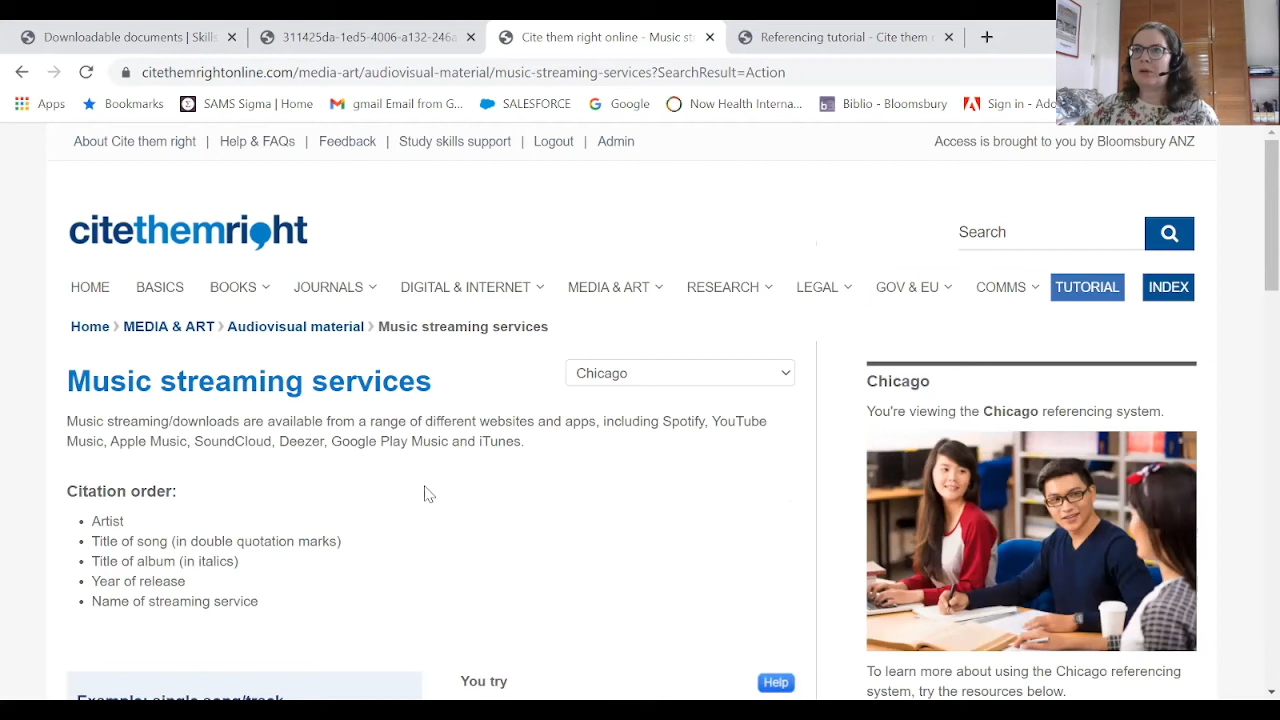 Downloadable documents | Skills
311425da-1ed5-4006-a132-246a
Cite them right online - Music st
Referencing tutorial - Cite them
citethemrightonline.com/media-art/audiovisual-material/music-streaming-services?SearchResult=Action
Apps Bookmarks SAMS Sigma | Home gmail Email from G... SALESFORCE Google Now Health Interna... Biblio - Bloomsbury Sign in - Ado
About Cite them right | Help & FAQs | Feedback | Study skills support | Logout | Admin
Access is brought to you by Bloomsbury ANZ
citethemright
Search
HOME BASICS BOOKS JOURNALS DIGITAL & INTERNET MEDIA & ART RESEARCH LEGAL GOV & EU COMMS TUTORIAL INDEX
Home › MEDIA & ART › Audiovisual material › Music streaming services
Music streaming services
Chicago
Music streaming/downloads are available from a range of different websites and apps, including Spotify, YouTube
Music, Apple Music, SoundCloud, Deezer, Google Play Music and iTunes.
Citation order:
• Artist
• Title of song (in double quotation marks)
• Title of album (in italics)
• Year of release
• Name of streaming service
Example: single song/track
You try
Help
Chicago
You're viewing the Chicago referencing system.
To learn more about using the Chicago referencing
system, try the resources below.